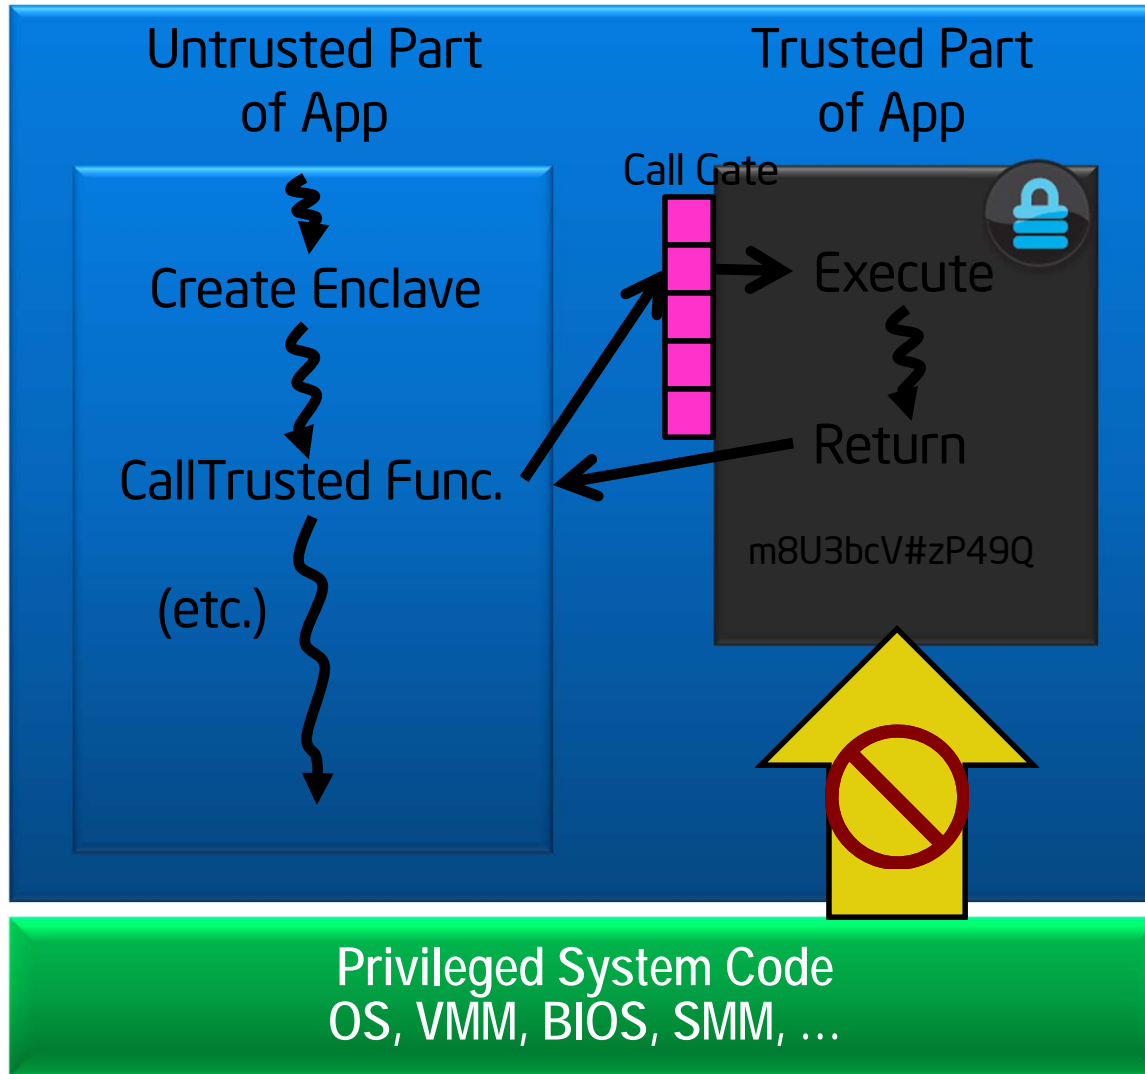 Untrusted Part
of App
Trusted Part
of App
Call Gate
Create Enclave
Execute
CallTrusted Func.
Return
(etc.)
m8U3bcV#zP49Q
Privileged System Code
OS, VMM, BIOS, SMM, …